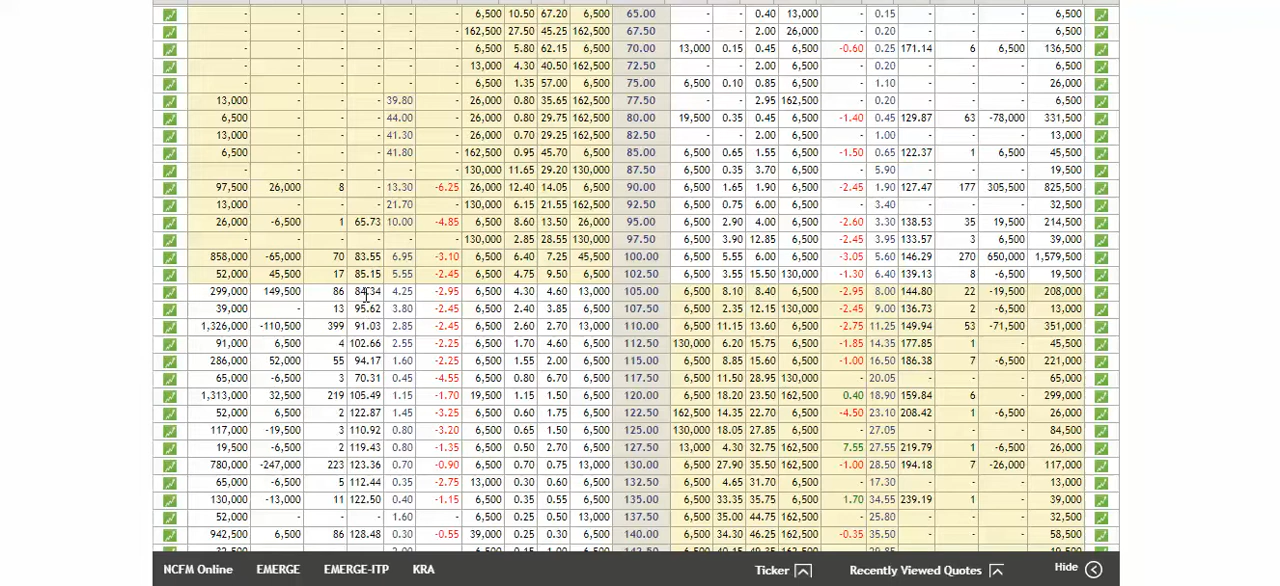 - - - - - - 6,500 10.50 67.20 6,500 65.00 - - 0.40 13,000 - 0.15 - - - 6,500
- - - - - - 162,500 27.50 45.25 162,500 67.50 - - 2.00 26,000 - 0.20 - - - 6,500
- - - - - - 6,500 5.80 62.15 6,500 70.00 13,000 0.15 0.45 6,500 -0.60 0.25 171.14 6 6,500 136,500
- - - - - - 13,000 4.30 40.50 162,500 72.50 - - 2.00 6,500 - 0.20 - - - 6,500
- - - - - - 6,500 1.35 57.00 6,500 75.00 6,500 0.10 0.85 6,500 - 1.10 - - - 26,000
13,000 - - - 39.80 - 26,000 0.80 35.65 162,500 77.50 - - 2.95 162,500 - 0.20 - - - 6,500
6,500 - - - 44.00 - 26,000 0.80 29.75 162,500 80.00 19,500 0.35 0.45 6,500 -1.40 0.45 129.87 63 -78,000 331,500
13,000 - - - 41.30 - 26,000 0.70 29.25 162,500 82.50 - - 2.00 6,500 - 1.00 - - - 13,000
6,500 - - - 41.80 - 162,500 0.95 45.70 162,500 85.00 6,500 0.65 1.55 6,500 -1.50 0.65 122.37 1 6,500 45,500
- - - - - - 130,000 11.65 29.20 130,000 87.50 6,500 0.35 3.70 6,500 - 5.90 - - - 19,500
97,500 26,000 8 - 13.30 -6.25 26,000 12.40 14.05 6,500 90.00 6,500 1.65 1.90 6,500 -2.45 1.90 127.47 177 305,500 825,500
13,000 - - - 21.70 - 130,000 6.15 21.55 162,500 92.50 6,500 0.75 6.00 6,500 - 3.40 - - - 32,500
26,000 -6,500 1 65.73 10.00 -4.85 6,500 8.60 13.50 26,000 95.00 6,500 2.90 4.00 6,500 -2.60 3.30 138.53 35 19,500 214,500
- - - - - - 130,000 2.85 28.55 130,000 97.50 6,500 3.90 12.85 6,500 -2.45 3.95 133.57 3 6,500 39,000
858,000 -65,000 70 83.55 6.95 -3.10 6,500 6.40 7.25 45,500 100.00 6,500 5.55 6.00 6,500 -3.05 5.60 146.29 270 650,000 1,579,500
52,000 45,500 17 85.15 5.55 -2.45 6,500 4.75 9.50 6,500 102.50 6,500 3.55 15.50 130,000 -1.30 6.40 139.13 8 -6,500 19,500
299,000 149,500 86 84.34 4.25 -2.95 6,500 4.30 4.60 13,000 105.00 6,500 8.10 8.40 6,500 -2.95 8.00 144.80 22 -19,500 208,000
39,000 - 13 95.62 3.80 -2.45 6,500 2.40 3.85 6,500 107.50 6,500 2.35 12.15 130,000 -2.45 9.00 136.73 2 -6,500 13,000
1,326,000 -110,500 399 91.03 2.85 -2.45 6,500 2.60 2.70 13,000 110.00 6,500 11.15 13.60 6,500 -2.75 11.25 149.94 53 -71,500 351,000
91,000 6,500 4 102.66 2.55 -2.25 6,500 1.70 4.60 6,500 112.50 130,000 6.20 15.75 6,500 -1.85 14.35 177.85 1 - 45,500
286,000 52,000 55 94.17 1.60 -2.25 6,500 1.55 2.00 6,500 115.00 6,500 8.85 15.60 6,500 -1.00 16.50 186.38 7 -6,500 221,000
65,000 -6,500 3 70.31 0.45 -4.55 6,500 0.80 6.70 6,500 117.50 6,500 11.50 28.95 130,000 - 20.05 - - - 65,000
1,313,000 32,500 219 105.49 1.15 -1.70 19,500 1.15 1.50 6,500 120.00 6,500 18.20 23.50 6,500 0.40 18.90 159.84 6 - 299,000
52,000 6,500 2 122.87 1.45 -3.25 6,500 0.60 1.75 6,500 122.50 162,500 14.35 22.70 6,500 -4.50 23.10 208.42 1 -6,500 26,000
117,000 -19,500 3 110.92 0.80 -3.20 6,500 0.65 1.50 6,500 125.00 130,000 18.05 27.85 6,500 - 27.05 - - - 84,500
19,500 -6,500 2 119.43 0.80 -1.35 6,500 0.50 2.70 6,500 127.50 13,000 4.30 32.75 162,500 7.55 27.55 219.79 1 -6,500 26,000
780,000 -247,000 223 123.36 0.70 -0.90 6,500 0.70 0.75 13,000 130.00 6,500 27.90 35.50 162,500 -1.00 28.50 194.18 7 -26,000 117,000
65,000 -6,500 5 112.44 0.35 -2.75 13,000 0.30 0.60 6,500 132.50 6,500 4.65 31.70 6,500 - 17.30 - - - 13,000
130,000 -13,000 11 122.50 0.40 -1.15 6,500 0.35 0.55 6,500 135.00 6,500 33.35 35.75 162,500 1.70 34.55 239.19 1 - 39,000
52,000 - - - 1.60 - 6,500 0.25 0.50 13,000 137.50 6,500 35.00 44.75 162,500 - 25.80 - - - 32,500
942,500 6,500 86 128.48 0.30 -0.55 39,000 0.25 0.30 6,500 140.00 6,500 34.30 46.25 162,500 -0.35 35.50 - - - 58,500
NCFM Online EMERGE EMERGE-ITP KRA Ticker Recently Viewed Quotes Hide